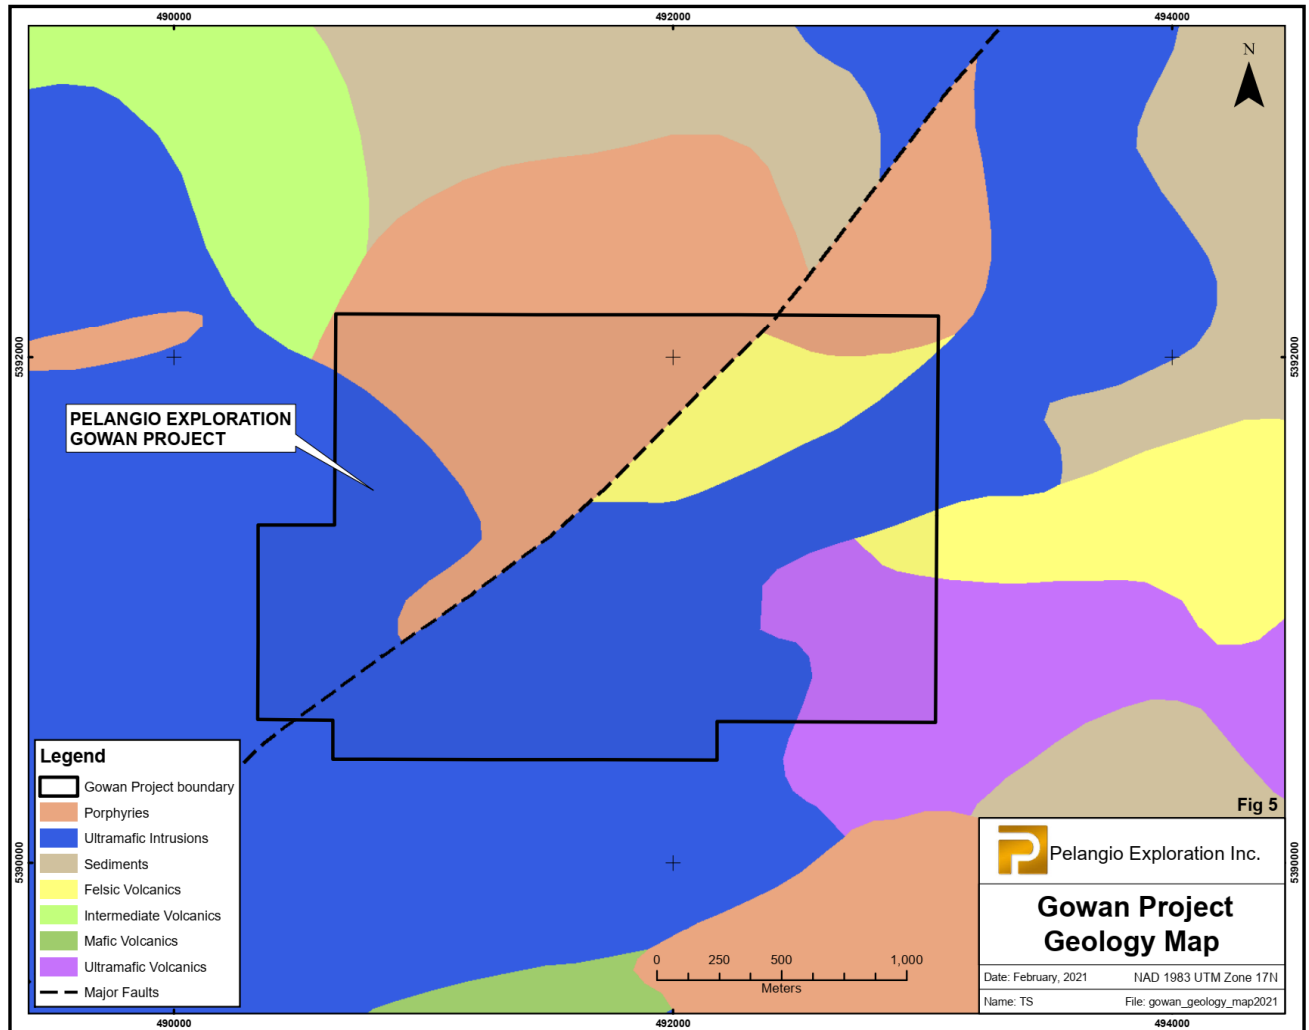 490000
492000
494000
N
5392000
5392000
PELANGIO EXPLORATION
GOWAN PROJECT
Legend
Gowan Project boundary
Porphyries
Ultramafic Intrusions
Sediments
Felsic Volcanics
Intermediate Volcanics
Mafic Volcanics
Ultramafic Volcanics
Major Faults
Fig 5
Pelangio Exploration Inc.
Gowan Project
Geology Map
Date: February, 2021 NAD 1983 UTM Zone 17N
Name: TS File: gowan_geology_map2021
5390000
5390000
0 250 500 1,000
Meters
490000
492000
494000